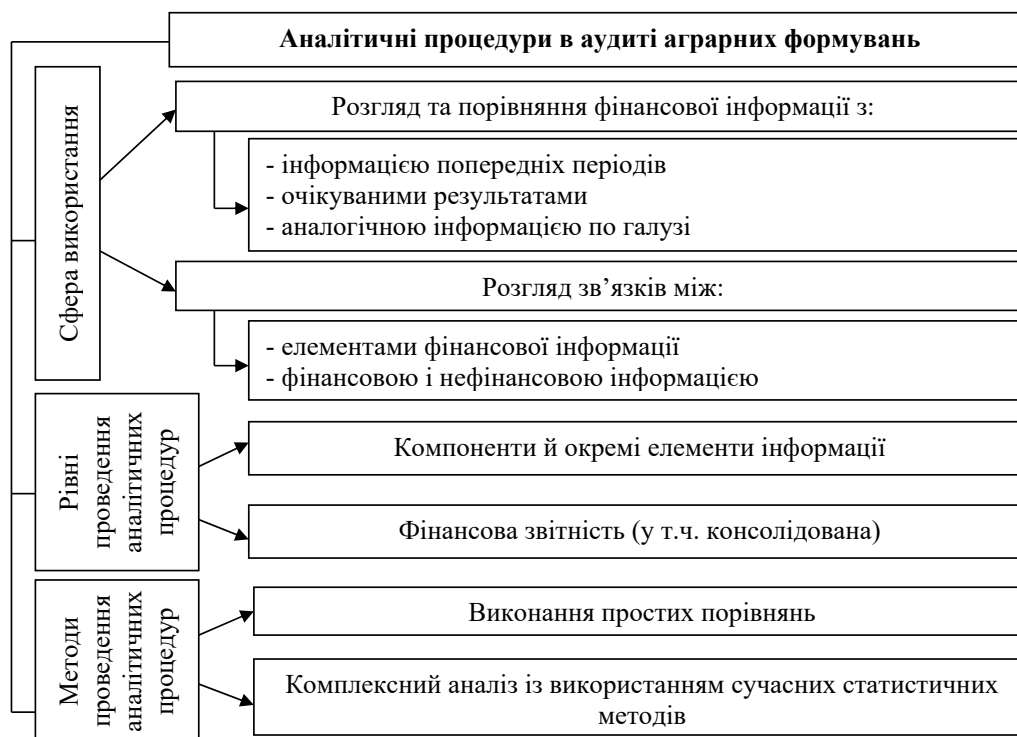 Аналітичні процедури в аудиті аграрних формувань
Сфера використання
Розгляд та порівняння фінансової інформації з:
- інформацією попередніх періодів
- очікуваними результатами
- аналогічною інформацією по галузі
Розгляд зв’язків між:
- елементами фінансової інформації
- фінансовою і нефінансовою інформацією
Рівні
проведення
аналітичних
процедур
Компоненти й окремі елементи інформації
Фінансова звітність (у т.ч. консолідована)
Методи
проведення
аналітичних
процедур
Виконання простих порівнянь
Комплексний аналіз із використанням сучасних статистичних
методів